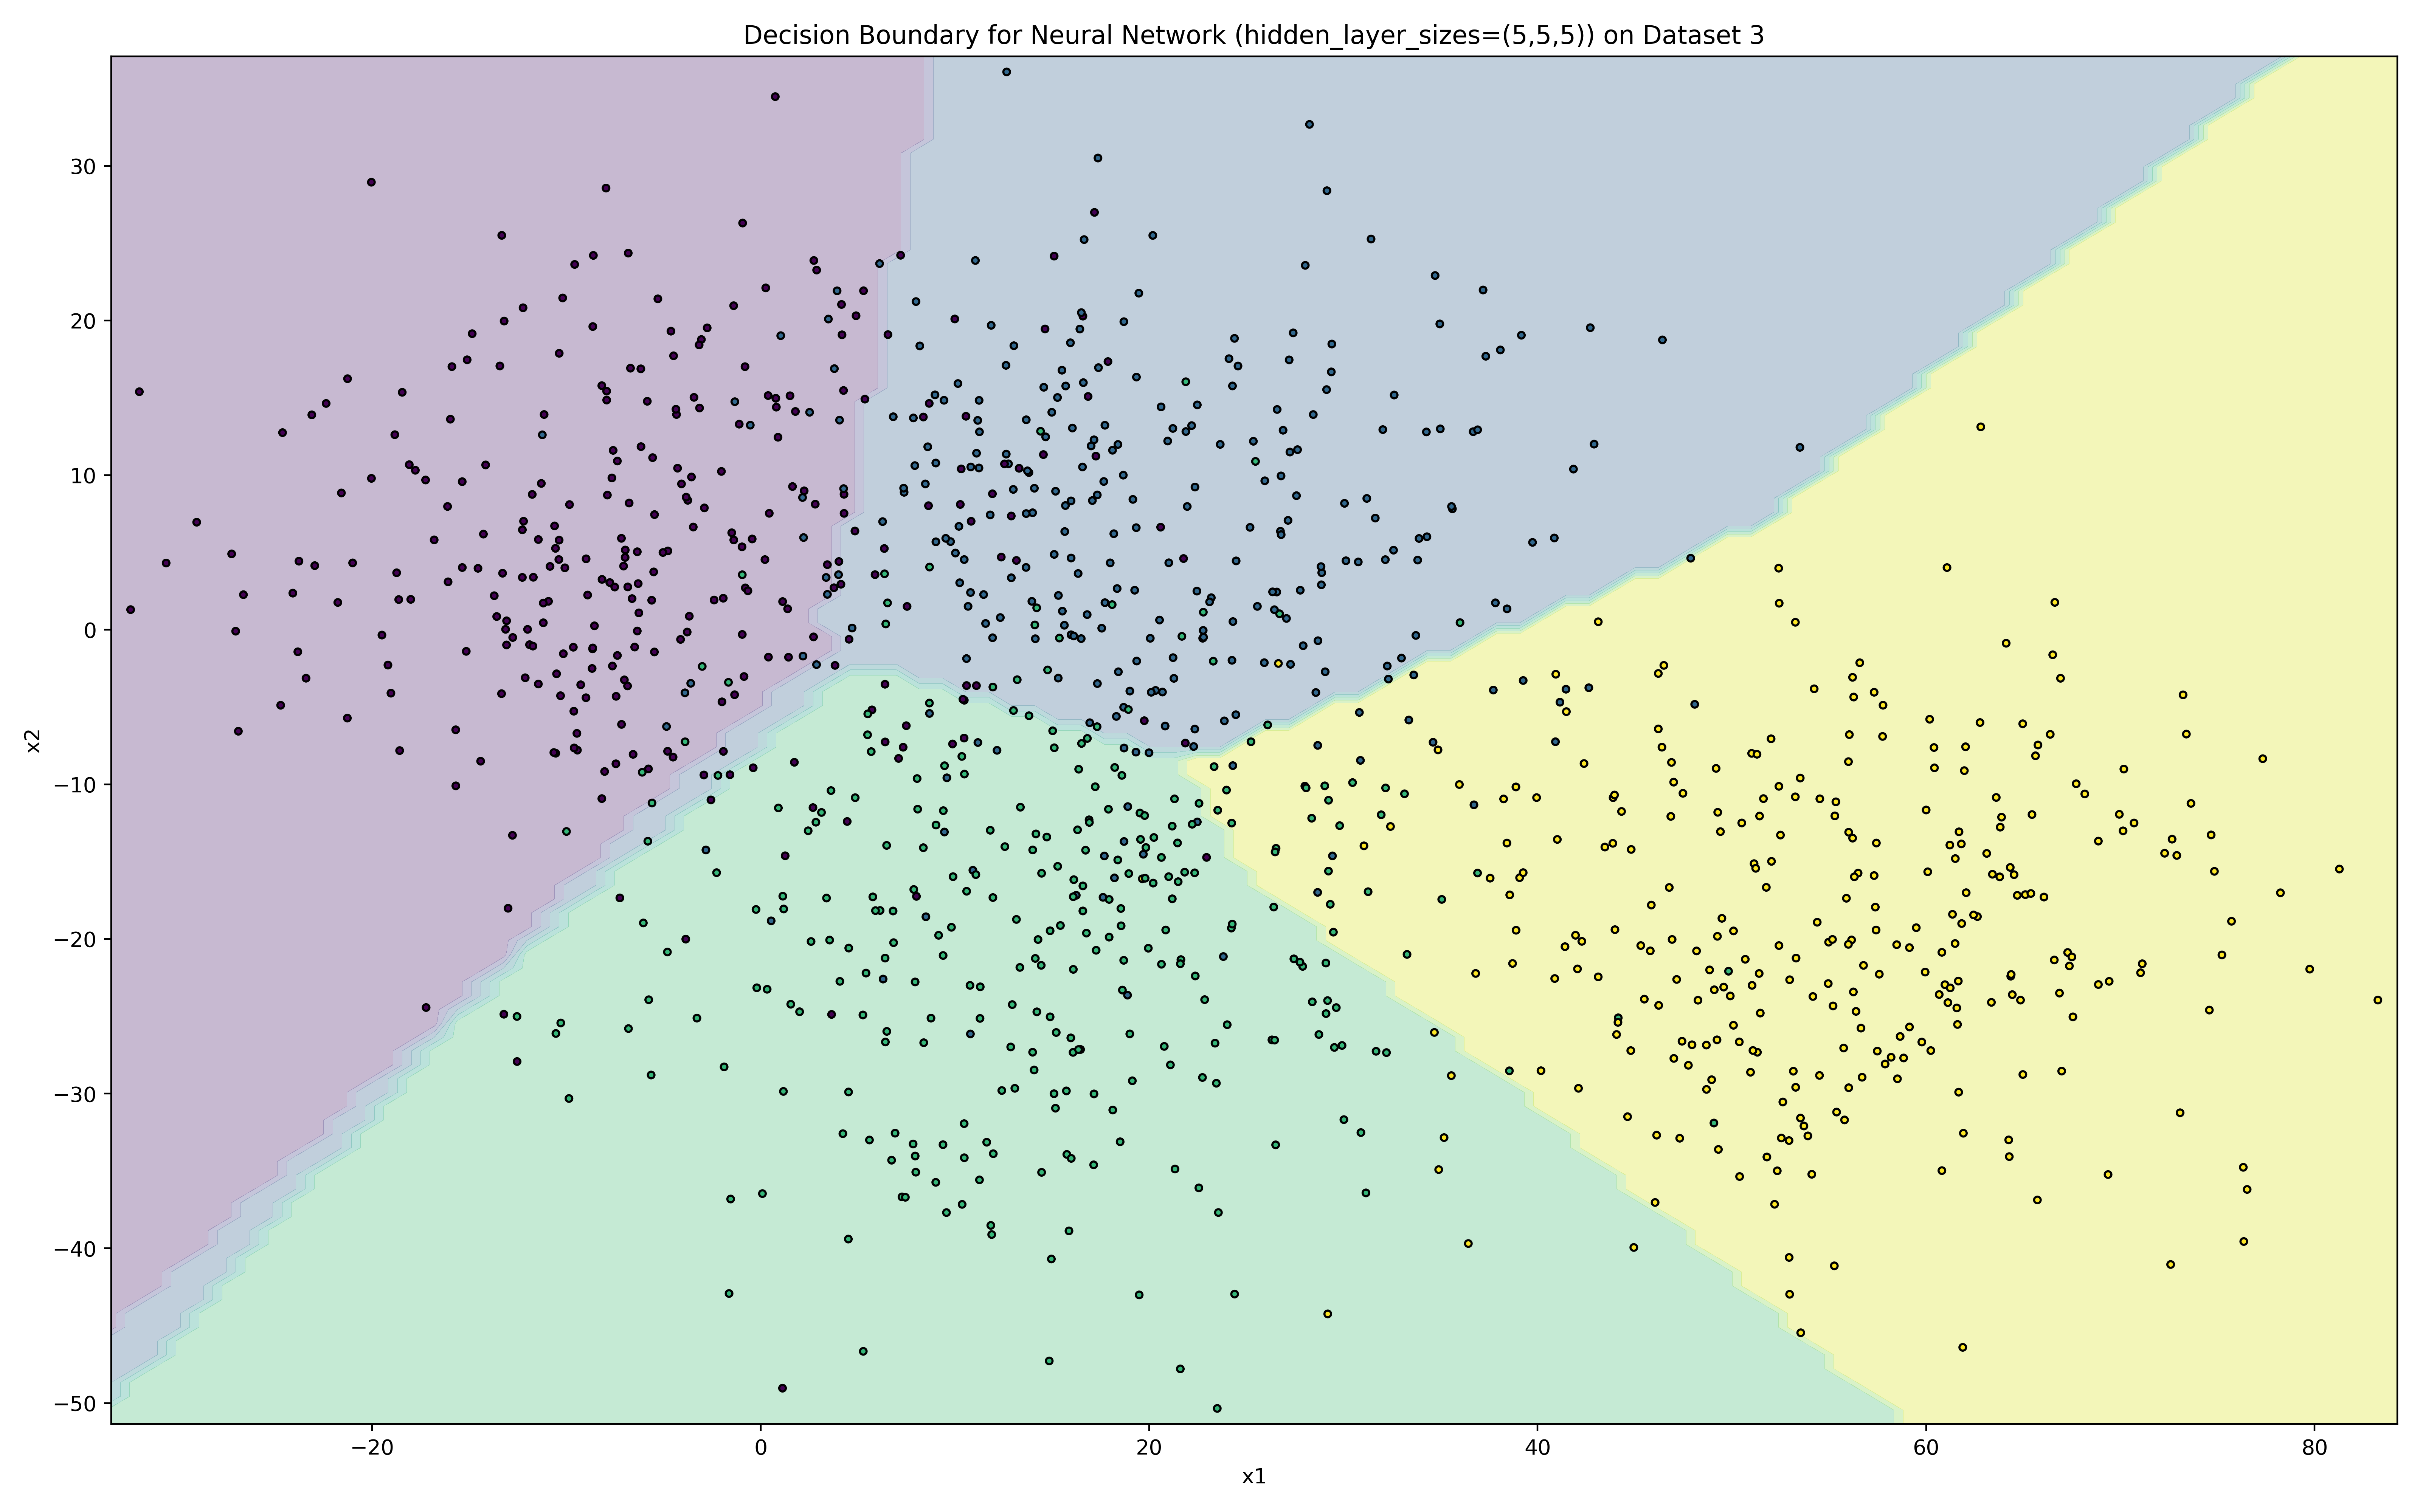 Decision Boundary for Neural Network (hidden_layer_sizes=(5,5,5)) on Dataset 3
30
20
10
0
−10
−20
−30
−40
−50
x2
−20 0 20 40 60 80
x1